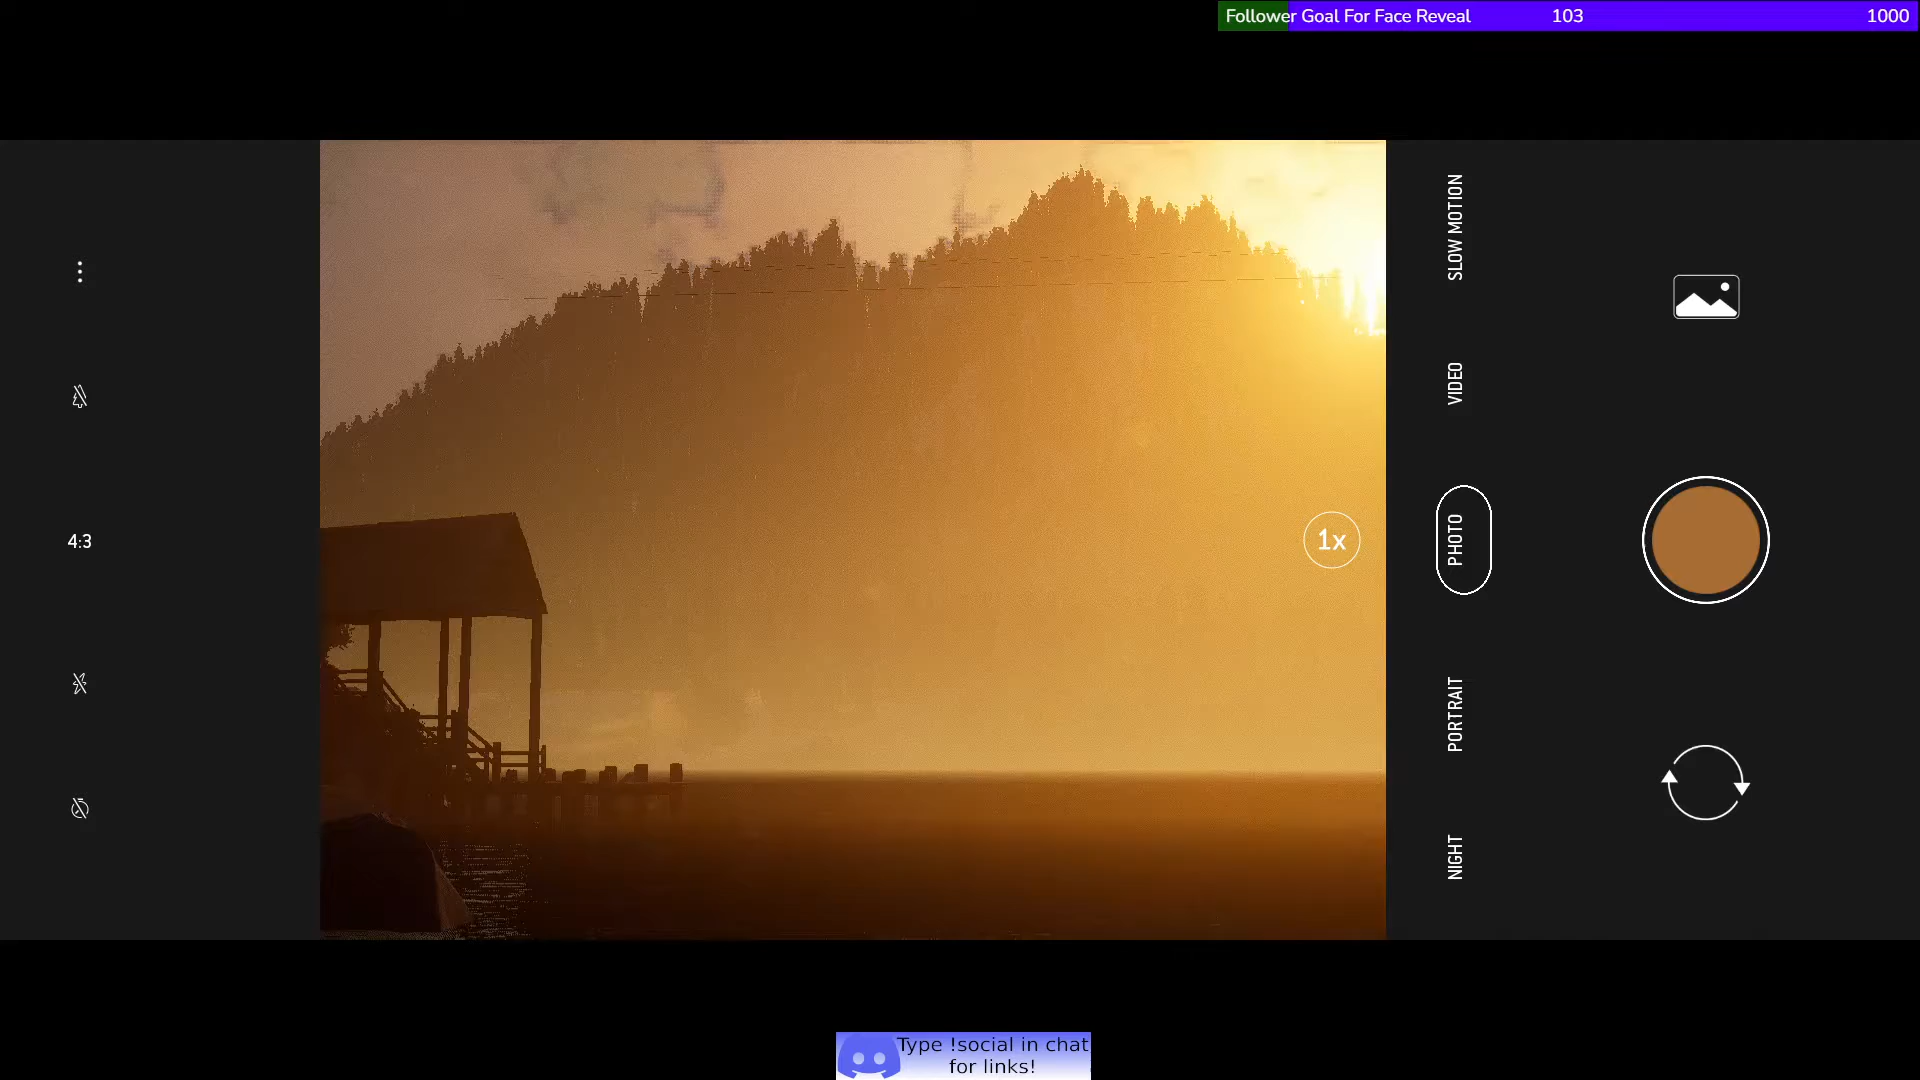 Follower Goal For Face Reveal 103 1000
SLOW MOTION
VIDEO
4:3
1x
PHOTO
PORTRAIT
NIGHT
Type !social in chat
for links!